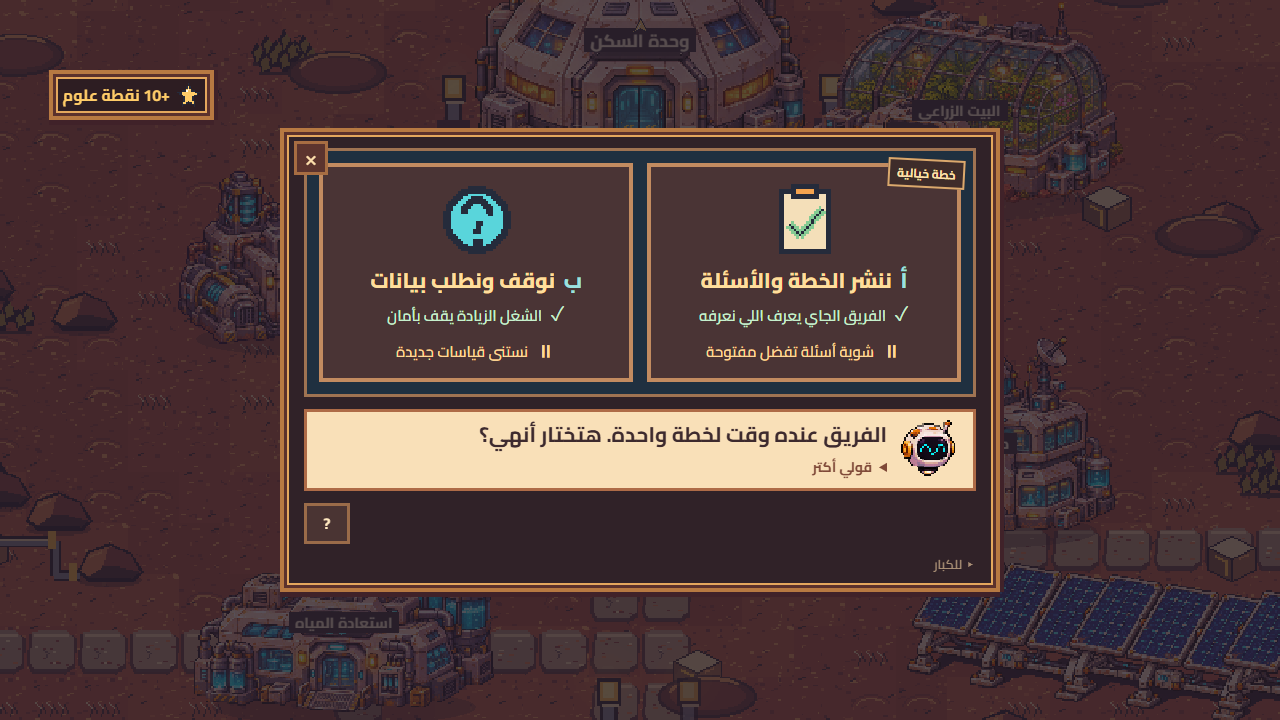 وحدة السكن
البيت الزراعي
+10 نقطة علوم
×
خطة خيالية
أ ننشر الخطة والأسئلة
✓ الفريق الجاي يعرف اللي نعرفه
شوية أسئلة تفضل مفتوحة
ب نوقف ونطلب بيانات
✓ الشغل الزيادة يقف بأمان
نستنى قياسات جديدة
الفريق عنده وقت لخطة واحدة. هتختار أنهي؟
◂ قولي أكتر
?
▸ للكبار
استعادة المياه